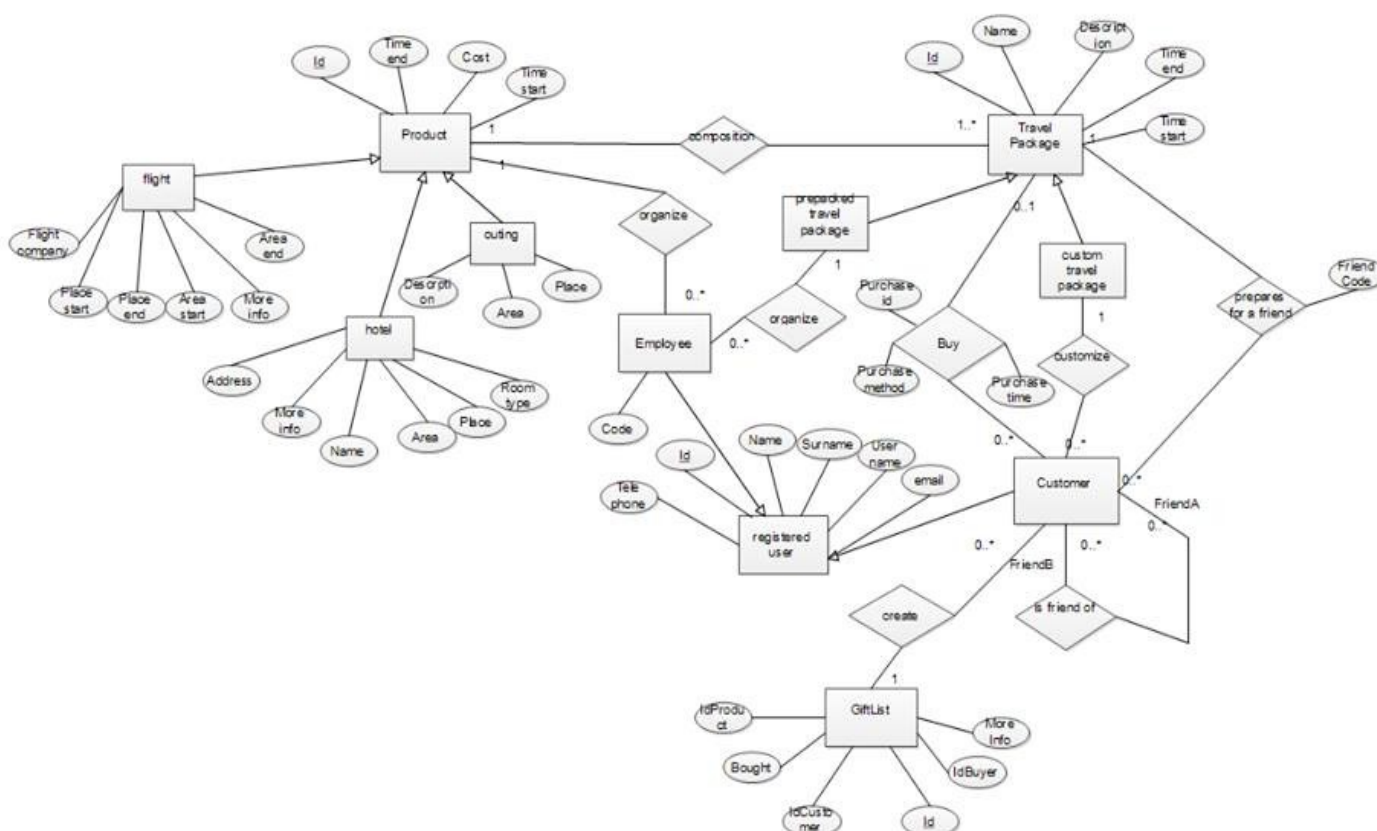 Name
Descript
ion
Time
end
Cost
Id
Time
start
Id
Time
end
Time
start
Product
1
composition
1..*
Travel
Package
1
1
flight
prepacked
travel
package
0..1
organize
outing
Flight
company
Area
end
custom
travel
package
Friend
Code
Descrption
Place
Place
start
Place
end
Area
start
More
info
Area
1
Purchase
id
prepares
for a friend
hotel
0..*
organize
1
Employee
0..*
Buy
customize
Address
Room
type
Purchase
method
Purchase
time
More
info
Place
Area
Name
Code
Name
Surname
User
name
0..*
0..*
Id
email
Customer
0..*
Tele
phone
FriendA
registered
user
0..*
0..*
0..*
FriendB
create
Is friend of
1
GiftList
IdProdu
ct
More
Info
Bought
IdBuyer
IdCusto
mer
Id